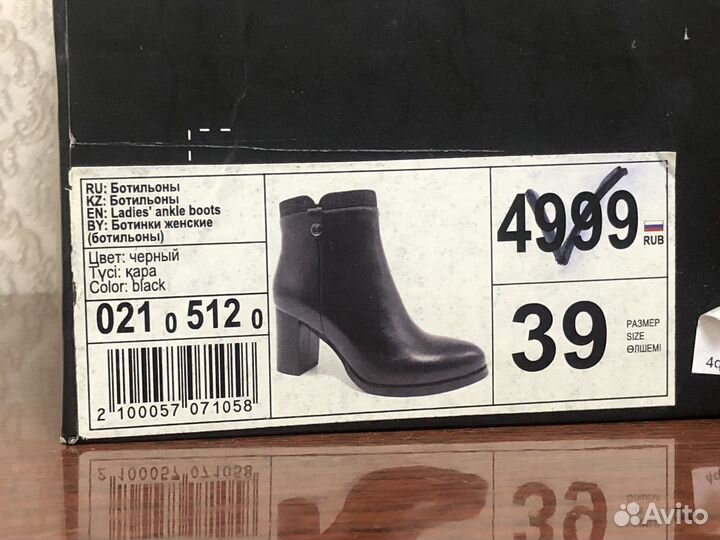 RU: Ботильоны
KZ: Ботильоны
EN: Ladies' ankle boots
BY: Ботинки женские
(ботильоны)
Цвет: черный
Түсі: қара
Color: black
021 0 512 0
2 100057 071058
4999
RUB
39
РАЗМЕР
SIZE
ӨЛШЕМІ
Avito